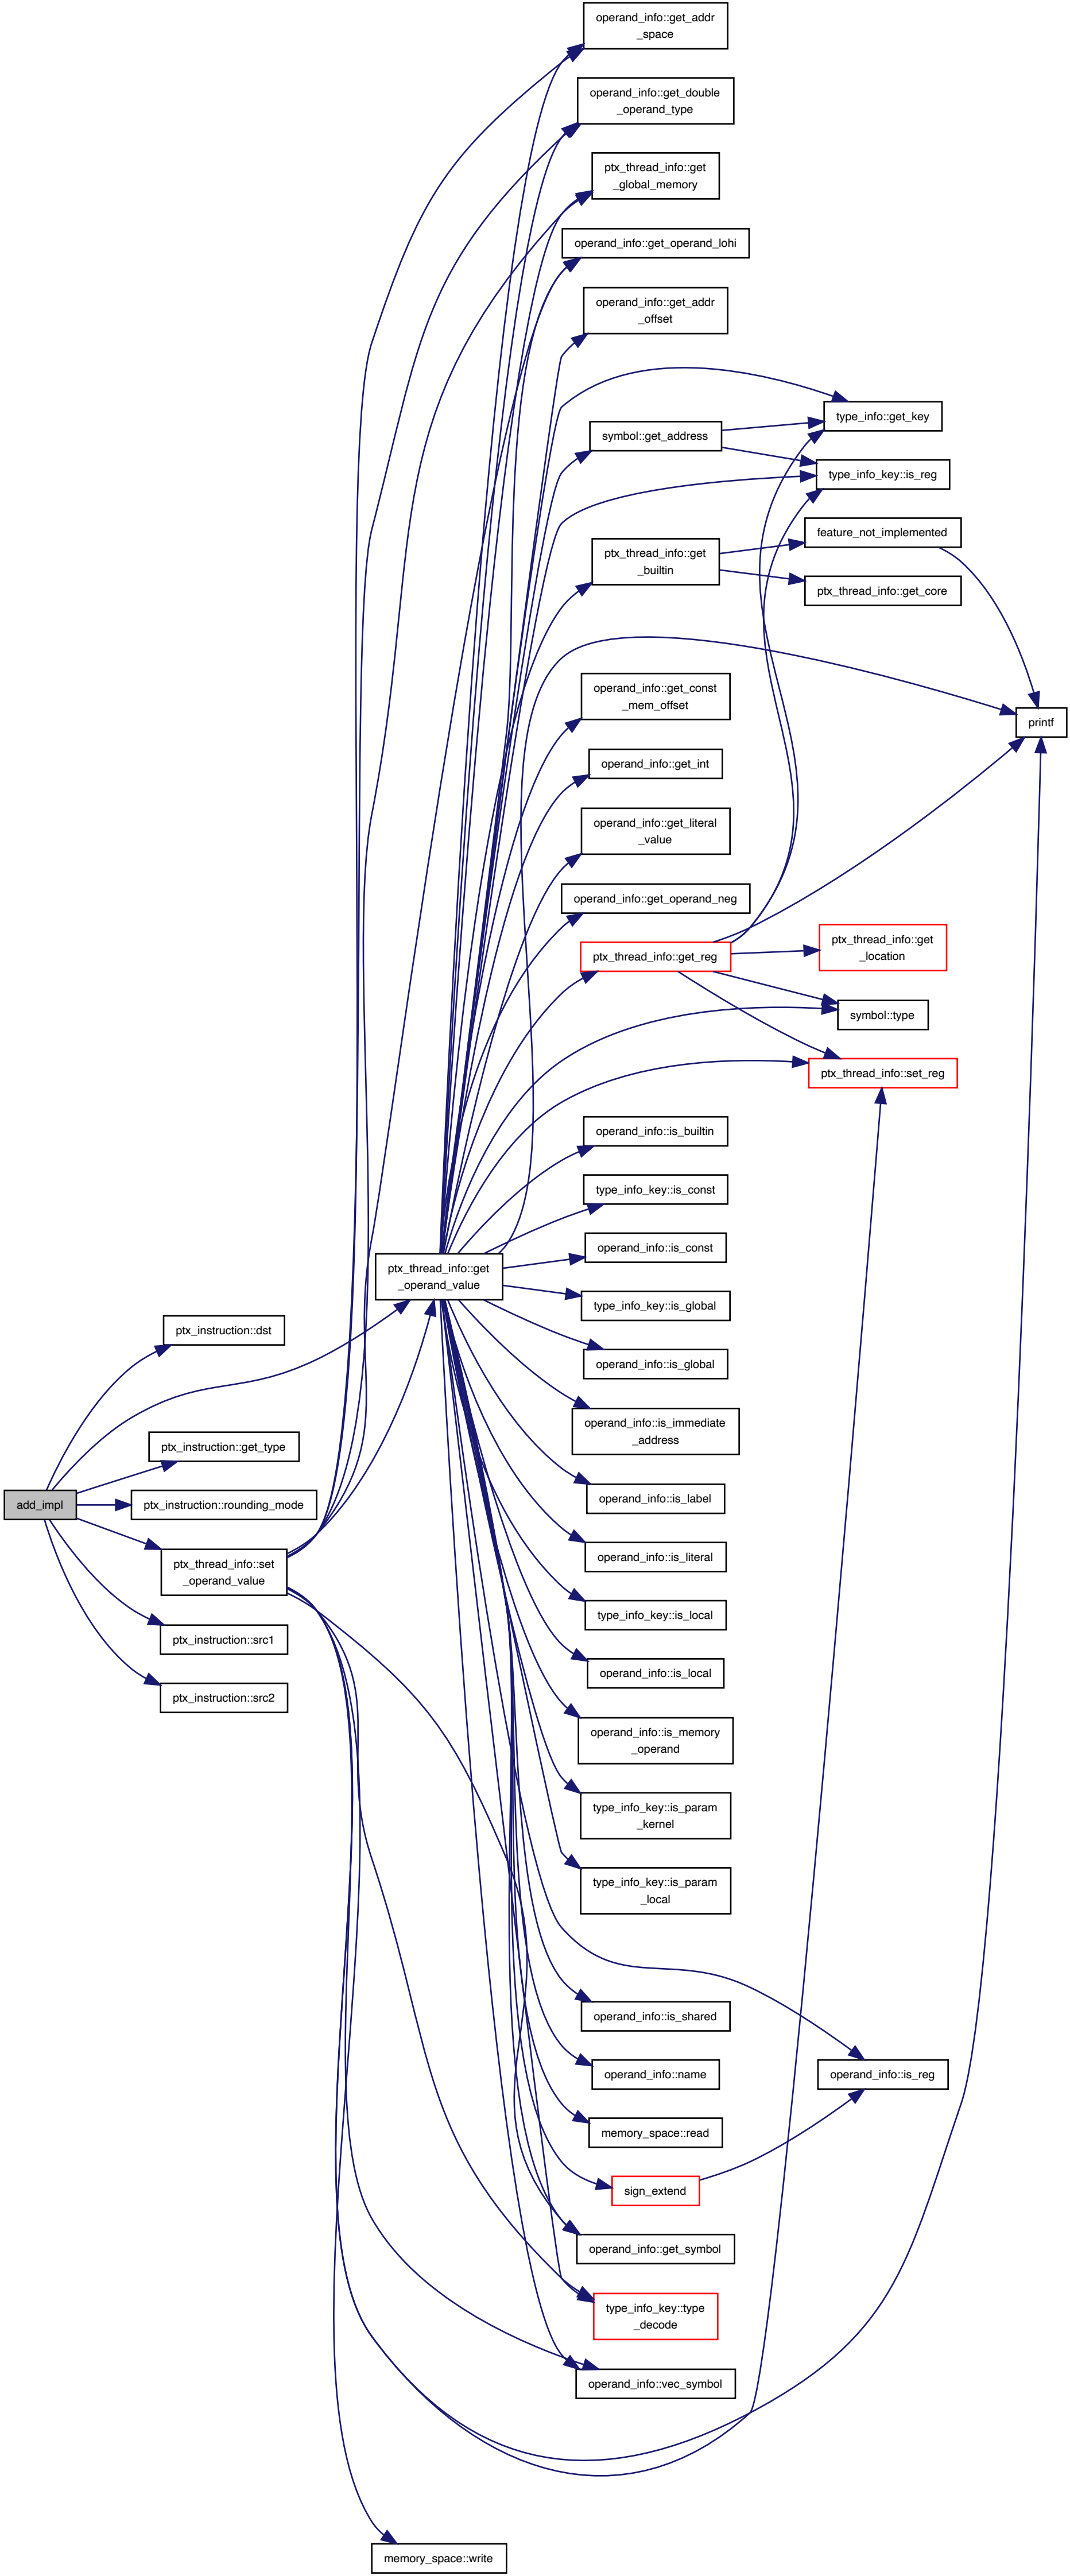 operand_info::get_addr
_space
operand_info::get_double
_operand_type
ptx_thread_info::get
_global_memory
operand_info::get_operand_lohi
operand_info::get_addr
_offset
type_info::get_key
symbol::get_address
type_info_key::is_reg
feature_not_implemented
ptx_thread_info::get
_builtin
ptx_thread_info::get_core
operand_info::get_const
_mem_offset
printf
operand_info::get_int
operand_info::get_literal
_value
operand_info::get_operand_neg
ptx_thread_info::get_reg
ptx_thread_info::get
_location
symbol::type
ptx_thread_info::set_reg
operand_info::is_builtin
type_info_key::is_const
operand_info::is_const
ptx_thread_info::get
_operand_value
type_info_key::is_global
ptx_instruction::dst
operand_info::is_global
operand_info::is_immediate
_address
ptx_instruction::get_type
operand_info::is_label
add_impl
ptx_instruction::rounding_mode
operand_info::is_literal
ptx_thread_info::set
_operand_value
type_info_key::is_local
ptx_instruction::src1
operand_info::is_local
ptx_instruction::src2
operand_info::is_memory
_operand
type_info_key::is_param
_kernel
type_info_key::is_param
_local
operand_info::is_shared
operand_info::name
operand_info::is_reg
memory_space::read
sign_extend
operand_info::get_symbol
type_info_key::type
_decode
operand_info::vec_symbol
memory_space::write